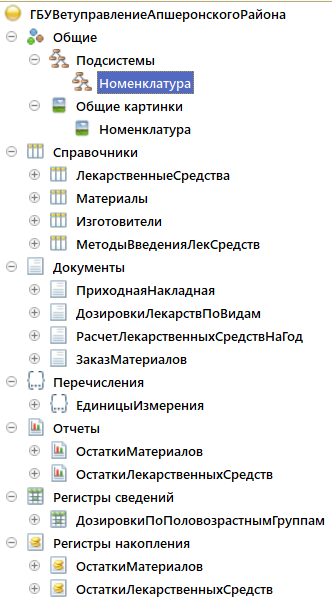 ГБУВетуправлениеАпшеронскогоРайона
Общие
Подсистемы
Номенклатура
Общие картинки
Номенклатура
Справочники
ЛекарственныеСредства
Материалы
Изготовители
МетодыВведенияЛекСредств
Документы
ПриходнаяНакладная
ДозировкиЛекарствПоВидам
РасчетЛекарственныхСредствНаГод
ЗаказМатериалов
Перечисления
ЕдиницыИзмерения
Отчеты
ОстаткиМатериалов
ОстаткиЛекарственныхСредств
Регистры сведений
ДозировкиПоПоловозрастнымГруппам
Регистры накопления
ОстаткиМатериалов
ОстаткиЛекарственныхСредств